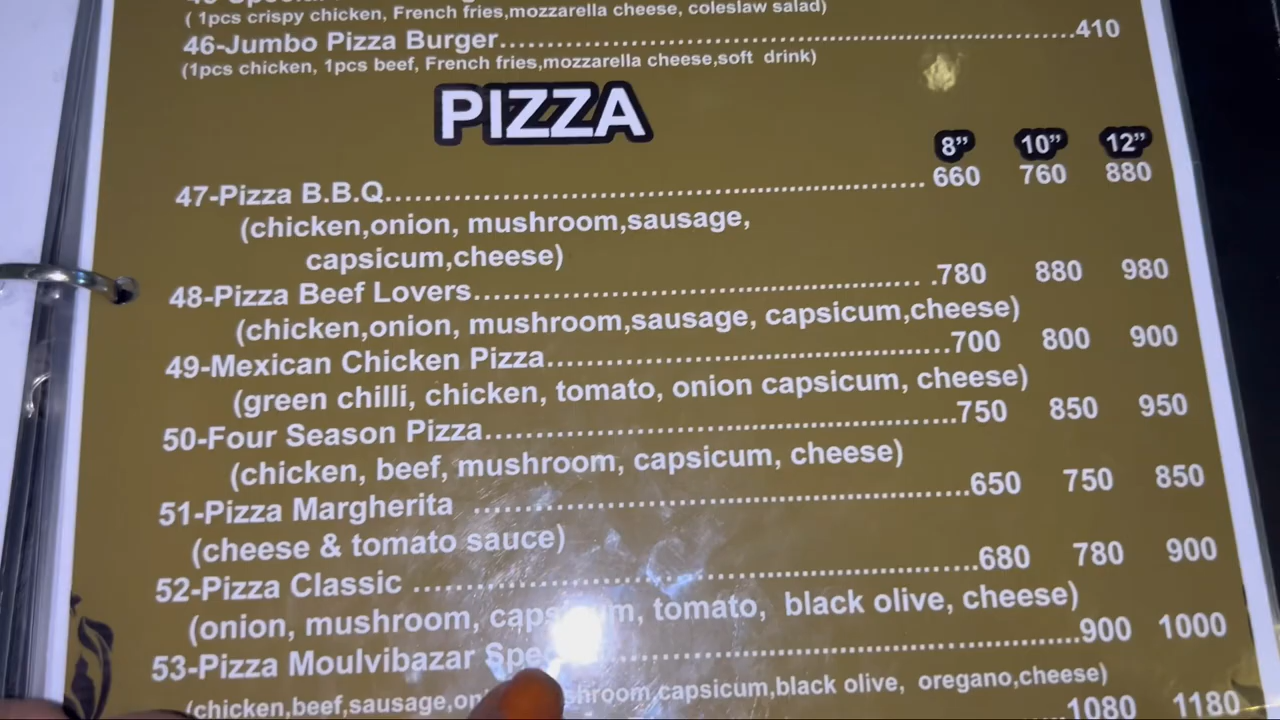 ( 1pcs crispy chicken, French fries,mozzarella cheese, coleslaw salad)
46-Jumbo Pizza Burger..............................................................410
(1pcs chicken, 1pcs beef, French fries,mozzarella cheese,soft drink)
PIZZA
8” 10” 12”
47-Pizza B.B.Q.............................................................. 660 760 880
(chicken,onion, mushroom,sausage,
capsicum,cheese)
48-Pizza Beef Lovers.................................................... .780 880 980
(chicken,onion, mushroom,sausage, capsicum,cheese)
49-Mexican Chicken Pizza..............................................700 800 900
(green chilli, chicken, tomato, onion capsicum, cheese)
50-Four Season Pizza.....................................................750 850 950
(chicken, beef, mushroom, capsicum, cheese)
51-Pizza Margherita .......................................................650 750 850
(cheese & tomato sauce)
52-Pizza Classic ..............................................................680 780 900
(onion, mushroom, tomato, black olive, cheese)
53-Pizza Moulvibazar ....................................................900 1000
(chicken,beef,sausage, capsicum,black olive, oregano,cheese)
....1080 1180